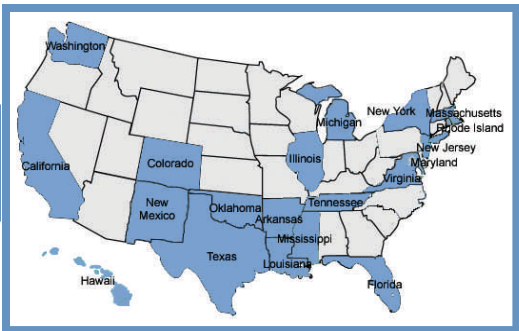 Washington
New York
Massachusetts
Michigan
Rhode Island
New Jersey
Illinois
Maryland
California
Colorado
Virginia
Tennessee
New
Mexico
Oklahoma
Arkansas
Mississippi
Texas
Louisiana
Hawaii
Florida